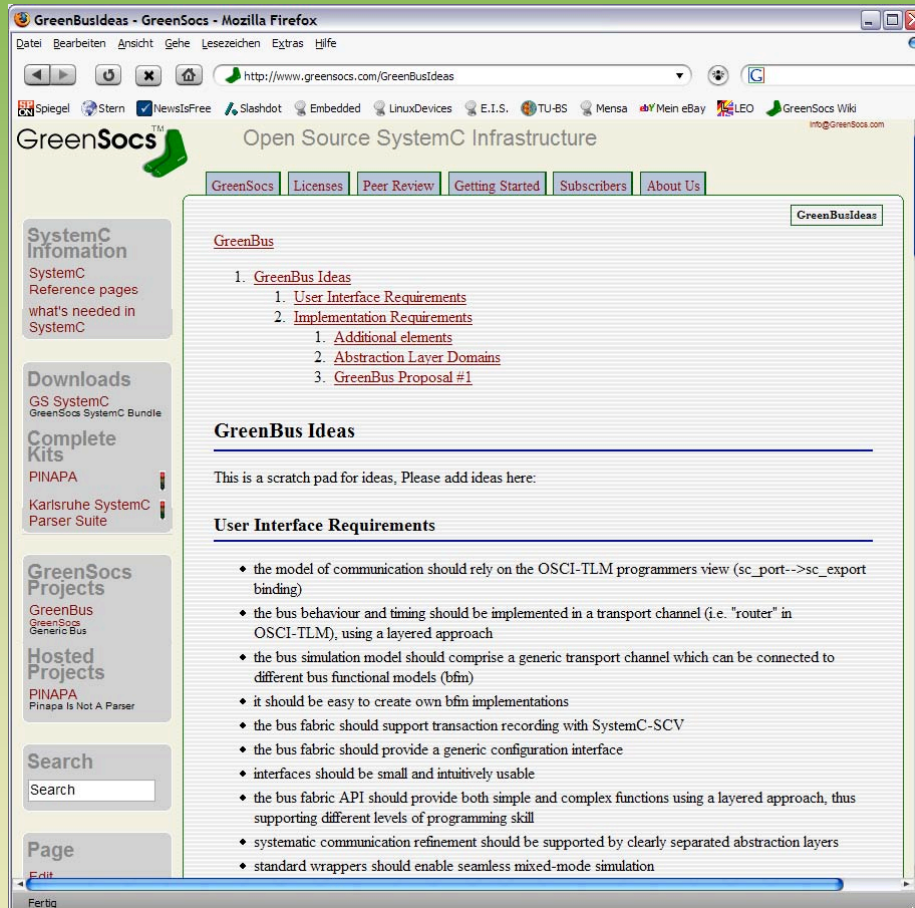 GreenBusIdeas - GreenSocs - Mozilla Firefox
Datei Bearbeiten Ansicht Gehe Lesezeichen Extras Hilfe
http://www.greensocs.com/GreenBusIdeas
G
Spiegel Stern NewsIsFree Slashdot Embedded LinuxDevices E.I.S. TU-BS Mensa Mein eBay LEO GreenSocs Wiki
GreenSocs™
Open Source SystemC Infrastructure
info@GreenSocs.com
GreenSocs Licenses Peer Review Getting Started Subscribers About Us
GreenBusIdeas
SystemC
Infomation
SystemC
Reference pages
what's needed in
SystemC
Downloads
GS SystemC
GreenSocs SystemC Bundle
Complete
Kits
PINAPA
Karlsruhe SystemC
Parser Suite
GreenSocs
Projects
GreenBus
GreenSocs
Generic Bus
Hosted
Projects
PINAPA
Pinapa Is Not A Parser
Search
Search
Page
Edit
GreenBus
1. GreenBus Ideas
1. User Interface Requirements
2. Implementation Requirements
1. Additional elements
2. Abstraction Layer Domains
3. GreenBus Proposal #1
GreenBus Ideas
This is a scratch pad for ideas, Please add ideas here:
User Interface Requirements
• the model of communication should rely on the OSCI-TLM programmers view (sc_port-->sc_export
binding)
• the bus behaviour and timing should be implemented in a transport channel (i.e. "router" in
OSCI-TLM), using a layered approach
• the bus simulation model should comprise a generic transport channel which can be connected to
different bus functional models (bfm)
• it should be easy to create own bfm implementations
• the bus fabric should support transaction recording with SystemC-SCV
• the bus fabric should provide a generic configuration interface
• interfaces should be small and intuitively usable
• the bus fabric API should provide both simple and complex functions using a layered approach, thus
supporting different levels of programming skill
• systematic communication refinement should be supported by clearly separated abstraction layers
• standard wrappers should enable seamless mixed-mode simulation
Fertig